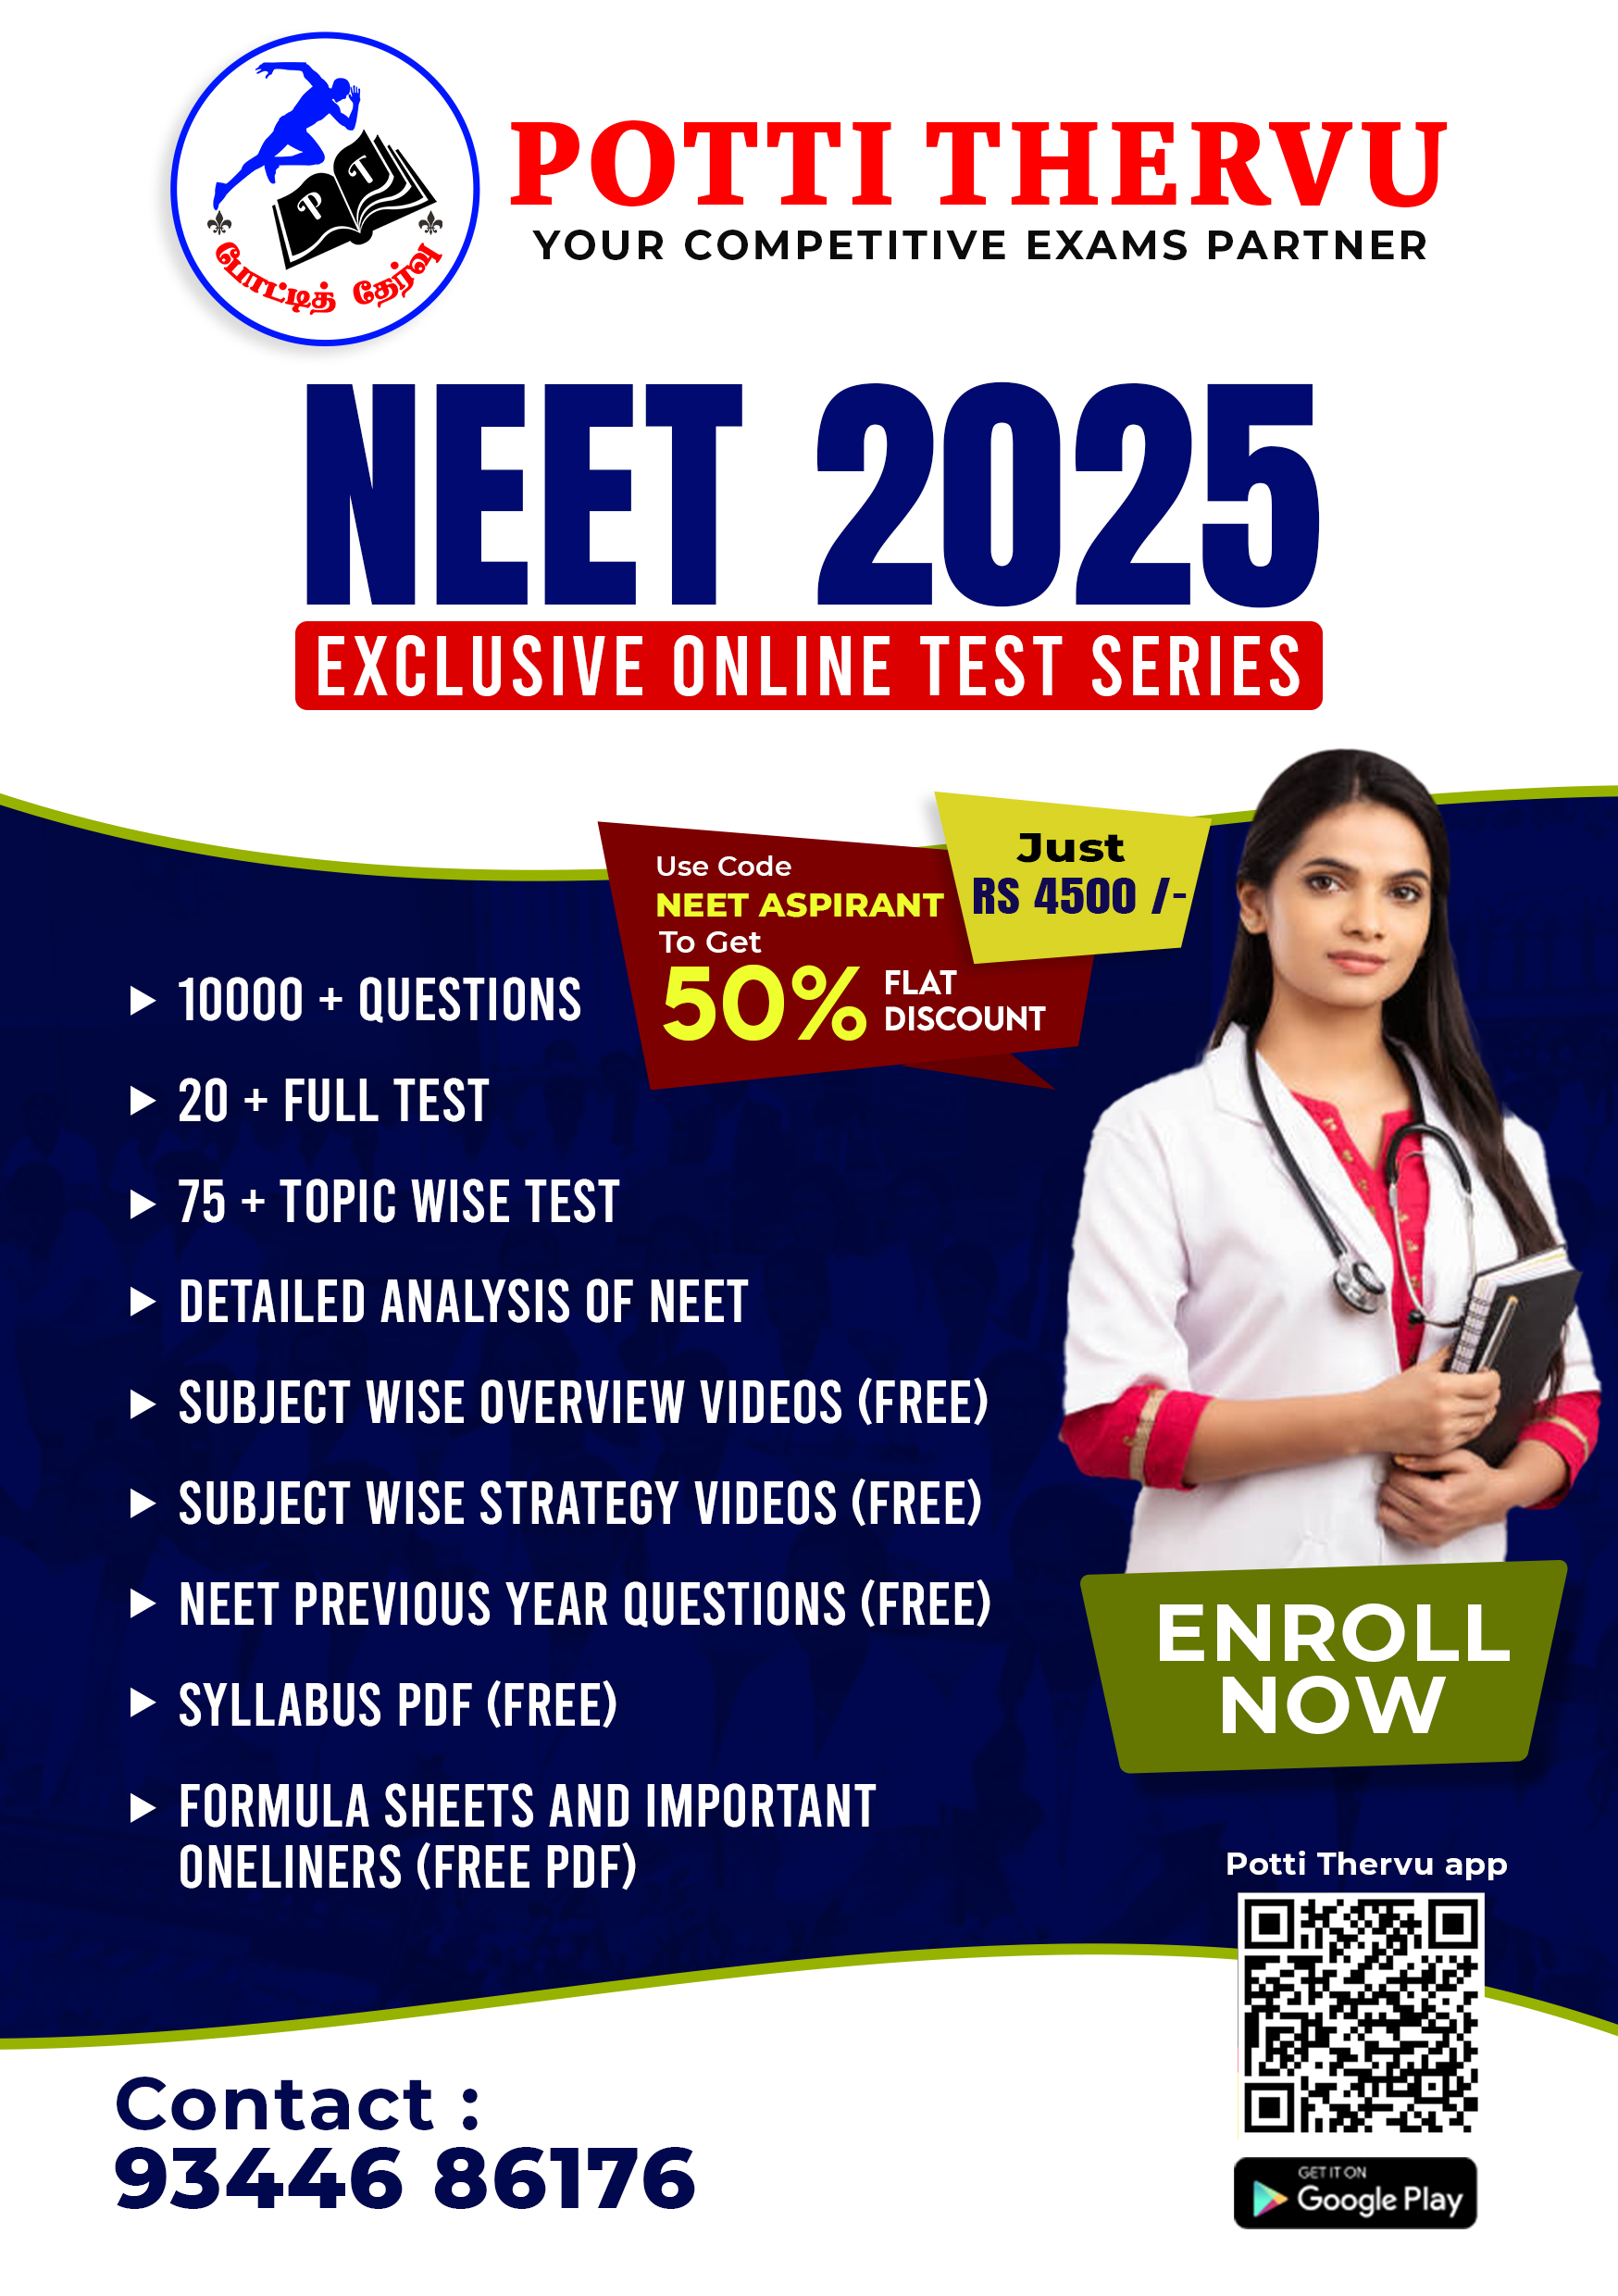 P T
போட்டித் தேர்வு
POTTI THERVU
YOUR COMPETITIVE EXAMS PARTNER
NEET 2025
EXCLUSIVE ONLINE TEST SERIES
Use Code
NEET ASPIRANT
To Get
50% FLAT
DISCOUNT
Just
RS 4500 /-
10000 + QUESTIONS
20 + FULL TEST
75 + TOPIC WISE TEST
DETAILED ANALYSIS OF NEET
SUBJECT WISE OVERVIEW VIDEOS (FREE)
SUBJECT WISE STRATEGY VIDEOS (FREE)
NEET PREVIOUS YEAR QUESTIONS (FREE)
SYLLABUS PDF (FREE)
FORMULA SHEETS AND IMPORTANT
ONELINERS (FREE PDF)
ENROLL
NOW
Potti Thervu app
GET IT ON
Google Play
Contact :
93446 86176